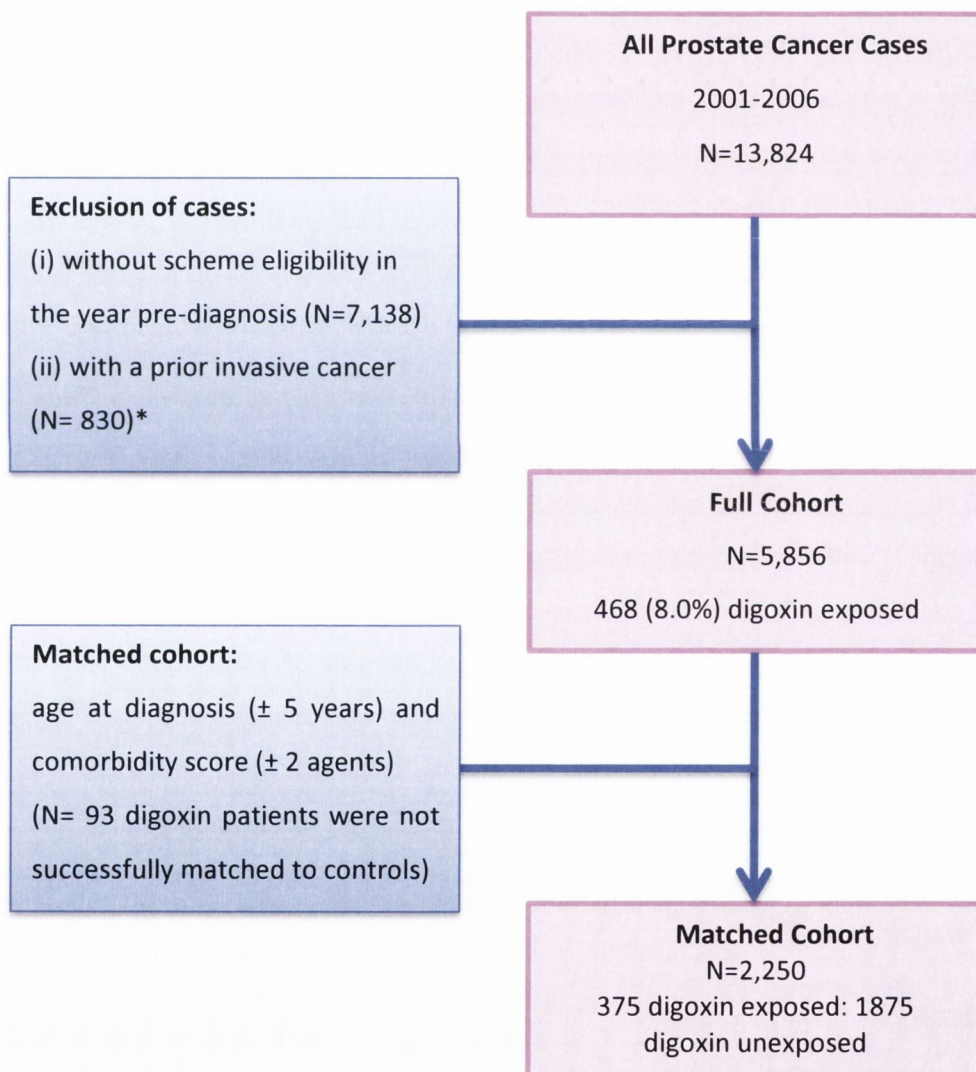 All Prostate Cancer Cases
2001-2006
N=13,824
Exclusion of cases:
(i) without scheme eligibility in
the year pre-diagnosis (N=7,138)
(ii) with a prior invasive cancer
(N= 830)*
Full Cohort
N=5,856
468 (8.0%) digoxin exposed
Matched cohort:
age at diagnosis (± 5 years) and
comorbidity score (± 2 agents)
(N= 93 digoxin patients were not
successfully matched to controls)
Matched Cohort
N=2,250
375 digoxin exposed: 1875
digoxin unexposed